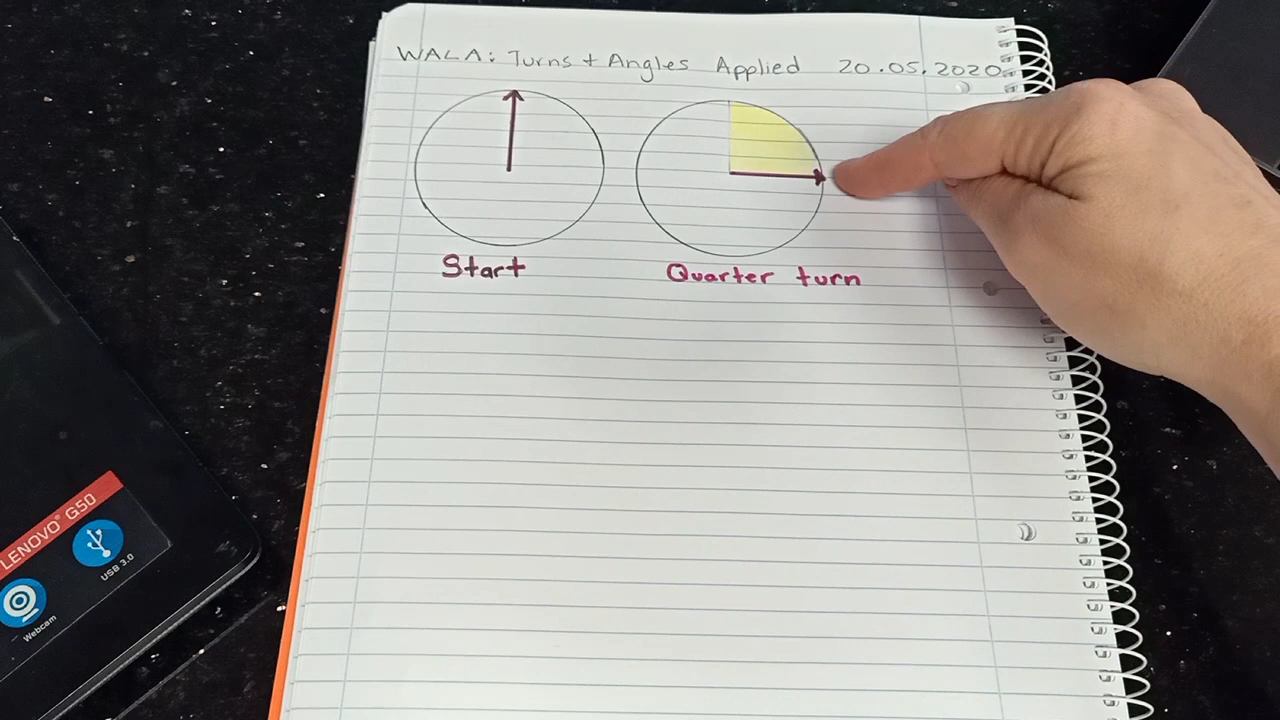 WALA: Turns + Angles Applied 20.05.2020
Start
Quarter turn
LENOVO® G50
USB 3.0
Webcam